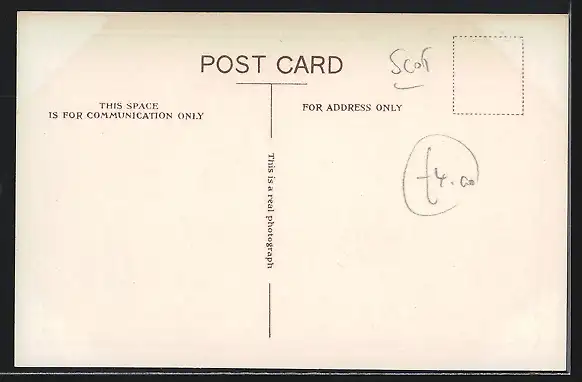 POST CARD
Scot
THIS SPACE
IS FOR COMMUNICATION ONLY
FOR ADDRESS ONLY
This is a real photograph
£4.00